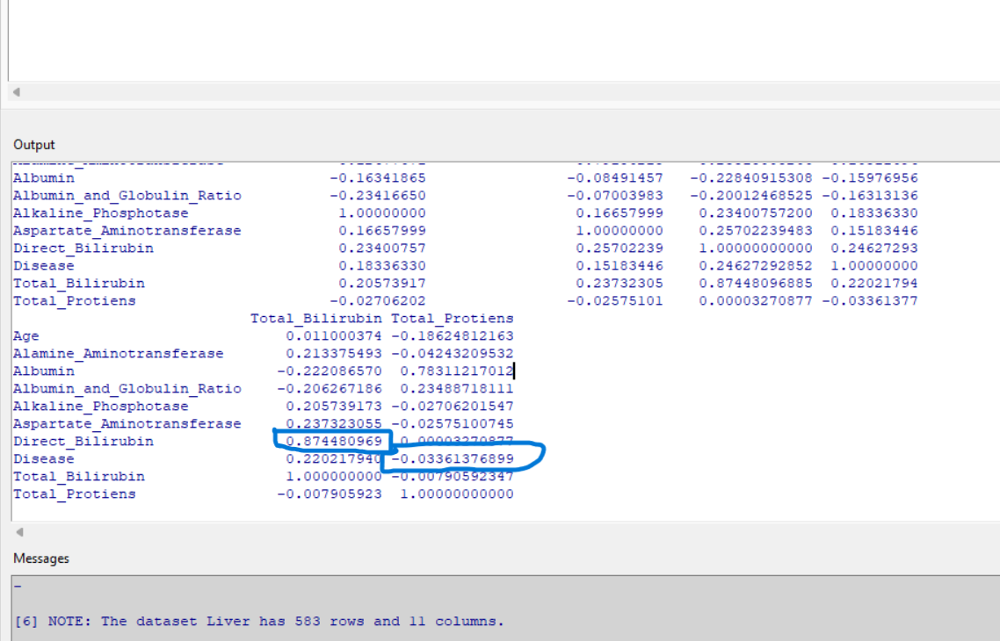 Output
Albumin -0.16341865 -0.08491457 -0.22840915308 -0.15976956
Albumin_and_Globulin_Ratio -0.23416650 -0.07003983 -0.20012468525 -0.16313136
Alkaline_Phosphotase 1.00000000 0.16657999 0.23400757200 0.18336330
Aspartate_Aminotransferase 0.16657999 1.00000000 0.25702239483 0.15183446
Direct_Bilirubin 0.23400757 0.25702239 1.00000000000 0.24627293
Disease 0.18336330 0.15183446 0.24627292852 1.00000000
Total_Bilirubin 0.20573917 0.23732305 0.87448096885 0.22021794
Total_Protiens -0.02706202 -0.02575101 0.00003270877 -0.03361377
Total_Bilirubin Total_Protiens
Age 0.011000374 -0.18624812163
Alamine_Aminotransferase 0.213375493 -0.04243209532
Albumin -0.222086570 0.78311217012
Albumin_and_Globulin_Ratio -0.206267186 0.23488718111
Alkaline_Phosphotase 0.205739173 -0.02706201547
Aspartate_Aminotransferase 0.237323055 -0.02575100745
Direct_Bilirubin 0.874480969 0.00003270877
Disease 0.220217940 -0.03361376899
Total_Bilirubin 1.000000000 -0.00790592347
Total_Protiens -0.007905923 1.00000000000
Messages
-
[6] NOTE: The dataset Liver has 583 rows and 11 columns.